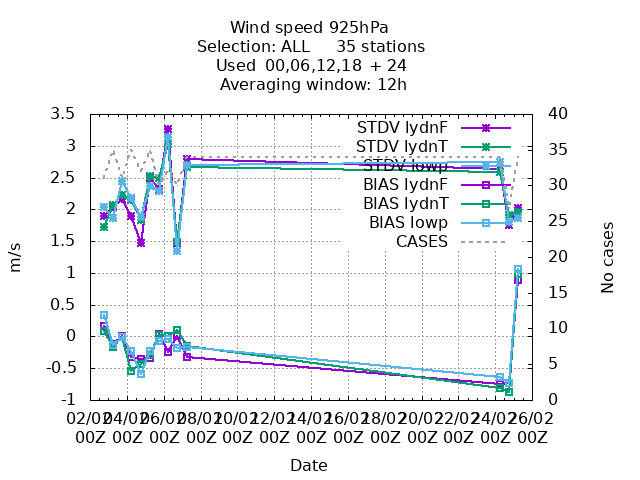 Wind speed 925hPa
Selection: ALL     35 stations
Used  00,06,12,18 + 24
Averaging window: 12h
3.5
3
2.5
2
1.5
1
0.5
0
-0.5
-1
m/s
40
35
30
25
20
15
10
5
0
No cases
STDV lydnF
STDV lydnT
STDV lowp
BIAS lydnF
BIAS lydnT
BIAS lowp
CASES
02/02 04/02 06/02 08/02 10/02 12/02 14/02 16/02 18/02 20/02 22/02 24/02 26/02
00Z 00Z 00Z 00Z 00Z 00Z 00Z 00Z 00Z 00Z 00Z 00Z 00Z
Date